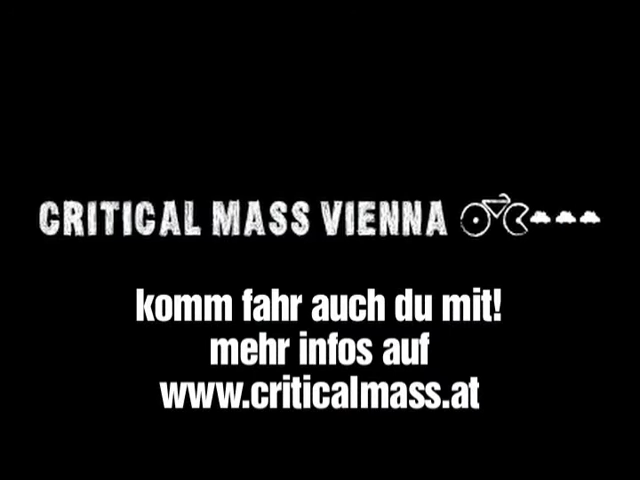 CRITICAL MASS VIENNA
komm fahr auch du mit!
mehr infos auf
www.criticalmass.at